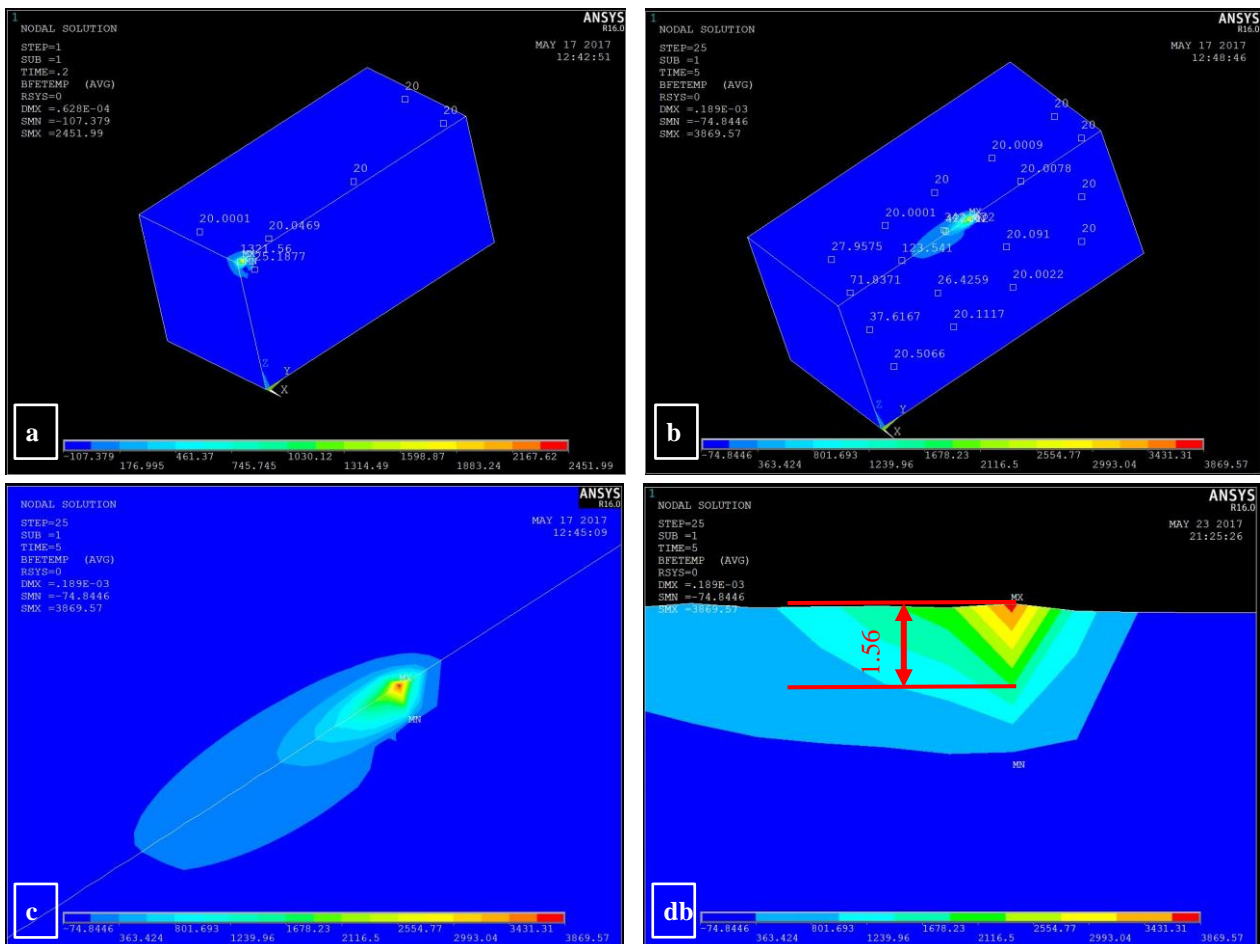 1
NODAL SOLUTION
ANSYS
R16.0
STEP=1
SUB =1
TIME=.2
BFETEMP (AVG)
RSYS=0
DMX =.628E-04
SMN =-107.379
SMX =2451.99
MAY 17 2017
12:42:51
20
20
20
20.0001
20.0469
1321.56
Z
Y
X
a
-107.379 461.37 1030.12 1598.87 2167.62
176.995 745.745 1314.49 1883.24 2451.99
1
NODAL SOLUTION
ANSYS
R16.0
STEP=25
SUB =1
TIME=5
BFETEMP (AVG)
RSYS=0
DMX =.189E-03
SMN =-74.8446
SMX =3869.57
MAY 17 2017
12:48:46
20
20
20.0009
20.0078
20
20
MX
20.0001
20
27.9575
123.541
20.091
71.8371
26.4259
20.0022
37.6167
20.1117
20.5066
Z
Y
X
b
-74.8446 801.693 1678.23 2554.77 3431.31
363.424 1239.96 2116.5 2993.04 3869.57
NODAL SOLUTION
ANSYS
R16.0
STEP=25
SUB =1
TIME=5
BFETEMP (AVG)
RSYS=0
DMX =.189E-03
SMN =-74.8446
SMX =3869.57
MAY 17 2017
12:45:09
MX
MN
c
-74.8446 801.693 1678.23 2554.77 3431.31
363.424 1239.96 2116.5 2993.04 3869.57
1
NODAL SOLUTION
ANSYS
R16.0
STEP=25
SUB =1
TIME=5
BFETEMP (AVG)
RSYS=0
DMX =.189E-03
SMN =-74.8446
SMX =3869.57
MAY 23 2017
21:25:26
MX
1.56
MN
db
-74.8446 801.693 1678.23 2554.77 3431.31
363.424 1239.96 2116.5 2993.04 3869.57